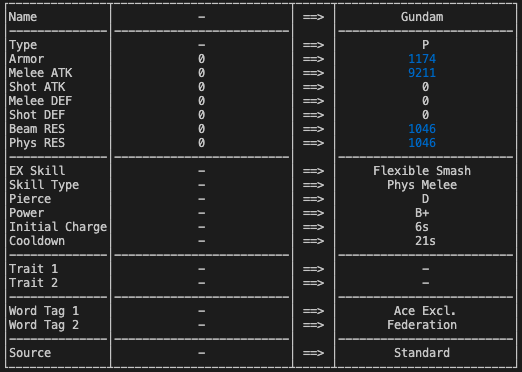 Name - ==> Gundam
Type - ==> P
Armor 0 ==> 1174
Melee ATK 0 ==> 9211
Shot ATK 0 ==> 0
Melee DEF 0 ==> 0
Shot DEF 0 ==> 0
Beam RES 0 ==> 1046
Phys RES 0 ==> 1046
EX Skill - ==> Flexible Smash
Skill Type - ==> Phys Melee
Pierce - ==> D
Power - ==> B+
Initial Charge - ==> 6s
Cooldown - ==> 21s
Trait 1 - ==> -
Trait 2 - ==> -
Word Tag 1 - ==> Ace Excl.
Word Tag 2 - ==> Federation
Source - ==> Standard